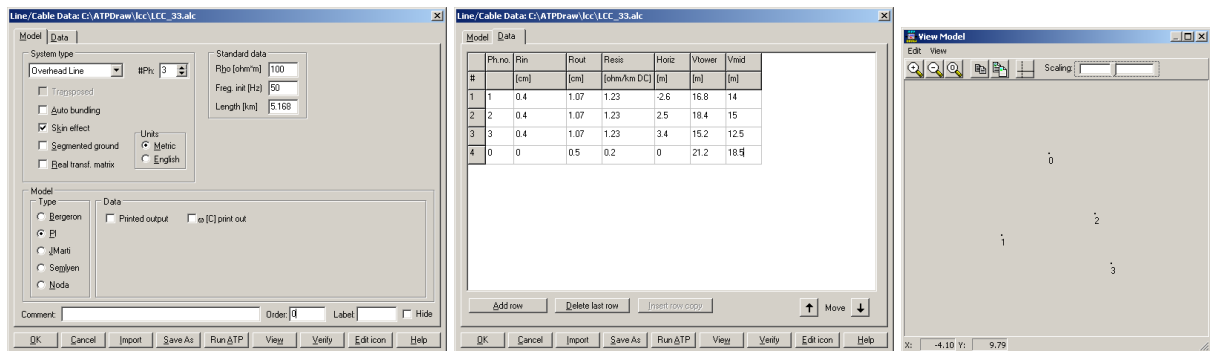 Line/Cable Data: C:\ATPDraw\lcc\LCC_33.alc
Model Data
System type
Overhead Line #Ph: 3
Transposed
Auto bundling
Skin effect
Segmented ground
Real transf. matrix
Units
Metric
English
Standard data
Rho [ohm*m] 100
Freq. init [Hz] 50
Length [km] 5.168
Model
Type
Bergeron
PI
JMarti
Semlyen
Noda
Data
Printed output ω [C] print out
Comment: Order: 0 Label: Hide
OK Cancel Import Save As Run ATP View Verify Edit icon Help
Line/Cable Data: C:\ATPDraw\lcc\LCC_33.alc
Model Data
Ph.no. Rin Rout Resis Horiz Vtower Vmid
# [cm] [cm] [ohm/km DC] [m] [m] [m]
1 1 0.4 1.07 1.23 -2.6 16.8 14
2 2 0.4 1.07 1.23 2.5 18.4 15
3 3 0.4 1.07 1.23 3.4 15.2 12.5
4 0 0 0.5 0.2 0 21.2 18.5
Add row Delete last row Insert row copy Move
OK Cancel Import Save As Run ATP View Verify Edit icon Help
View Model
Edit View
Scaling:
0
2
1
3
X: -4.10 Y: 9.79